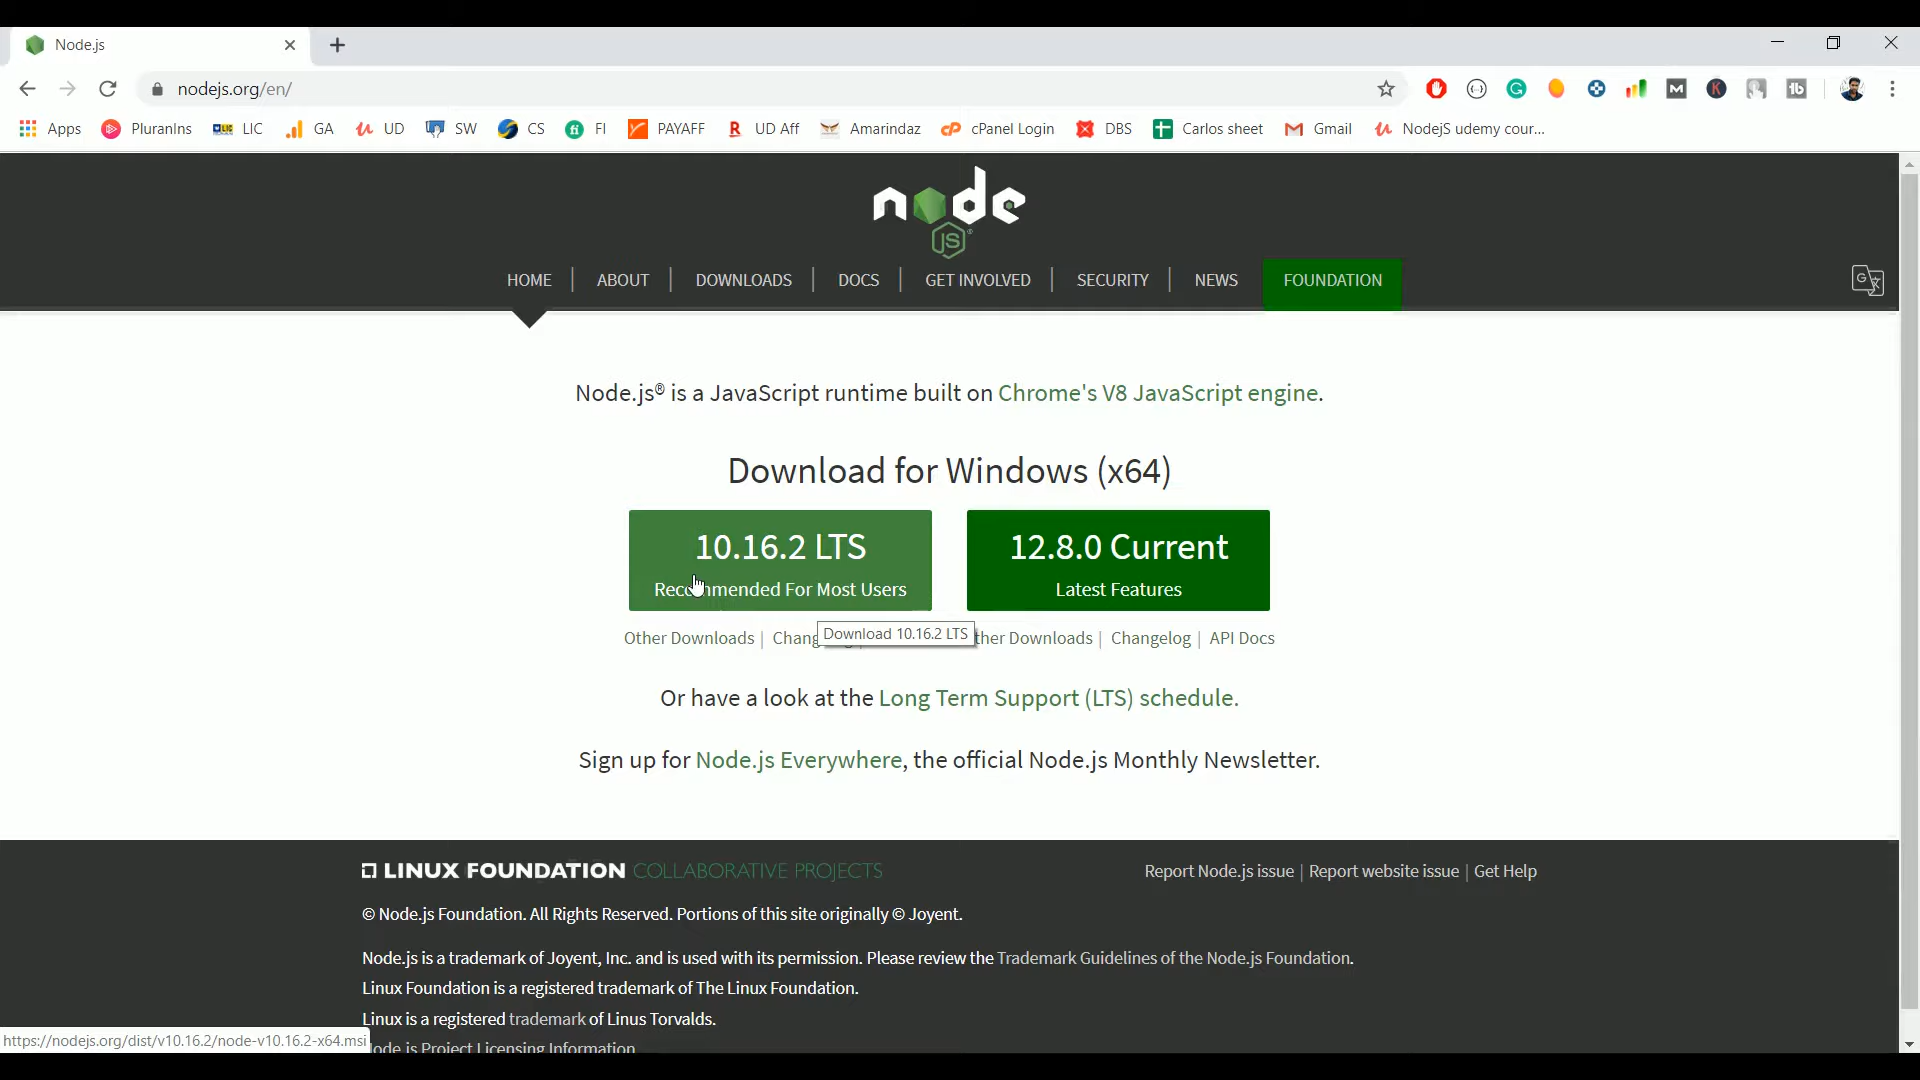 Node.js
nodejs.org/en/
Apps PluranIns LIC GA UD SW CS FI PAYAFF UD Aff Amarindaz cPanel Login DBS Carlos sheet Gmail NodejS udemy cour...
node
JS
HOME ABOUT DOWNLOADS DOCS GET INVOLVED SECURITY NEWS FOUNDATION
Node.js® is a JavaScript runtime built on Chrome's V8 JavaScript engine.
Download for Windows (x64)
10.16.2 LTS
Recommended For Most Users
12.8.0 Current
Latest Features
Other Downloads | Download 10.16.2 LTS Downloads | Changelog | API Docs
Or have a look at the Long Term Support (LTS) schedule.
Sign up for Node.js Everywhere, the official Node.js Monthly Newsletter.
LINUX FOUNDATION COLLABORATIVE PROJECTS
Report Node.js issue | Report website issue | Get Help
© Node.js Foundation. All Rights Reserved. Portions of this site originally © Joyent.
Node.js is a trademark of Joyent, Inc. and is used with its permission. Please review the Trademark Guidelines of the Node.js Foundation.
Linux Foundation is a registered trademark of The Linux Foundation.
Linux is a registered trademark of Linus Torvalds.
https://nodejs.org/dist/v10.16.2/node-v10.16.2-x64.msi
Project Licensing Information